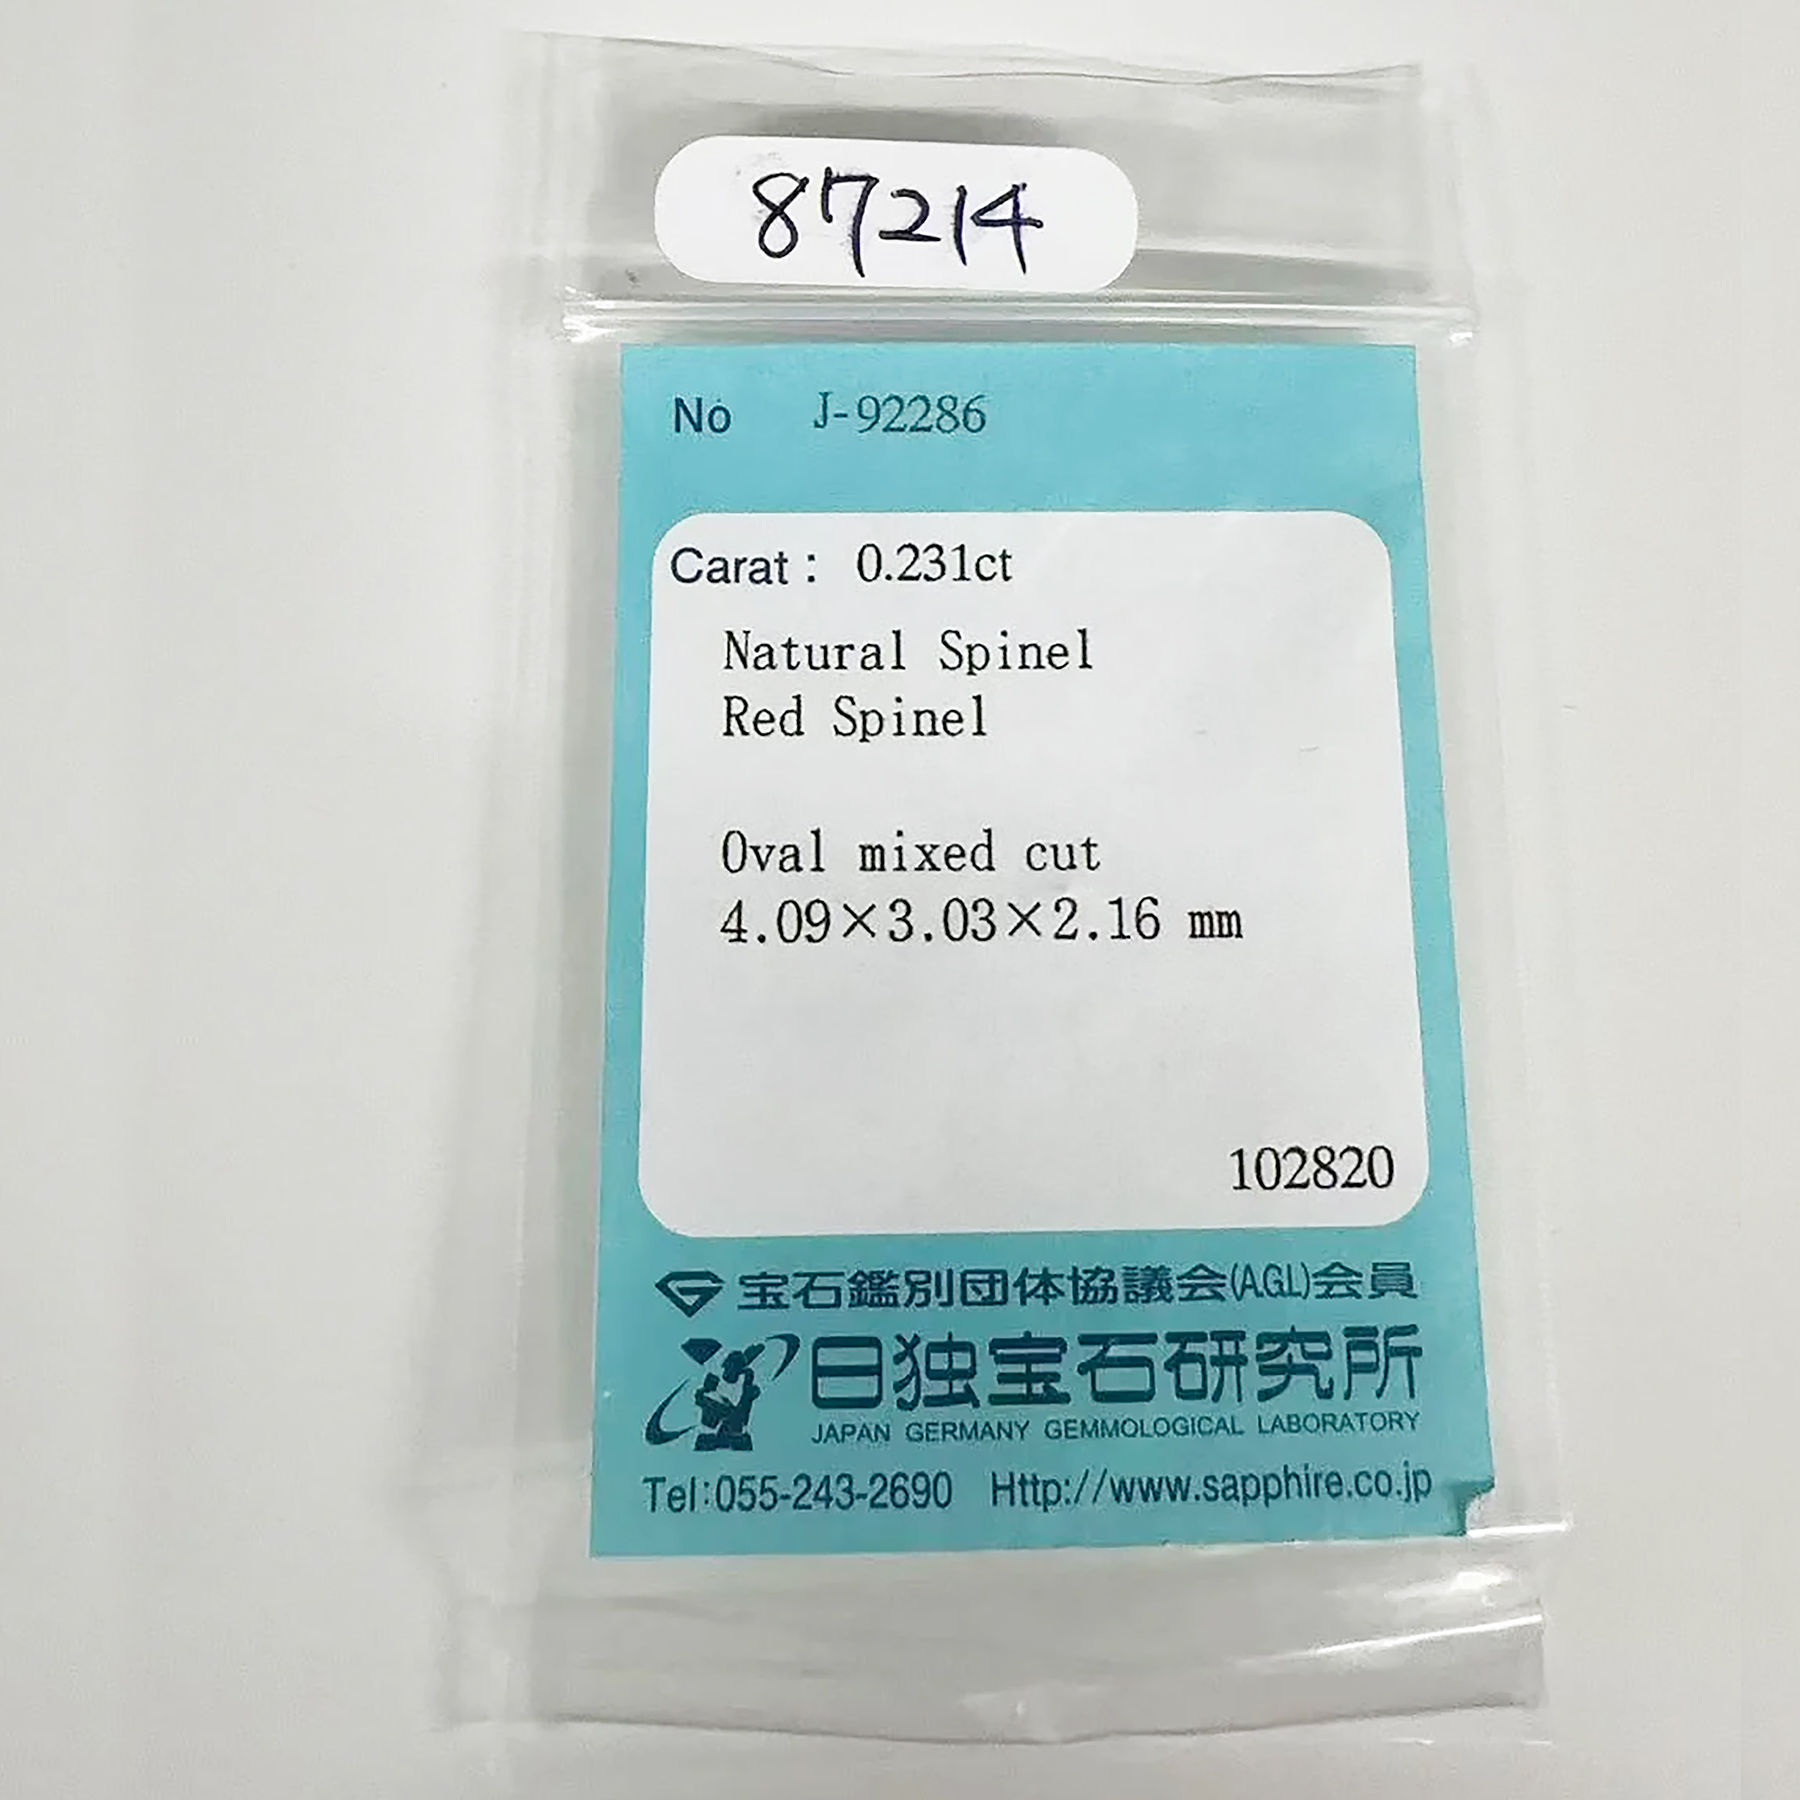 87214
No J-92286
Carat : 0.231ct
Natural Spinel
Red Spinel
Oval mixed cut
4.09×3.03×2.16 mm
102820
宝石鑑別団体協議会(AGL)会員
日独宝石研究所
JAPAN GERMANY GEMMOLOGICAL LABORATORY
Tel:055-243-2690 Http://www.sapphire.co.jp